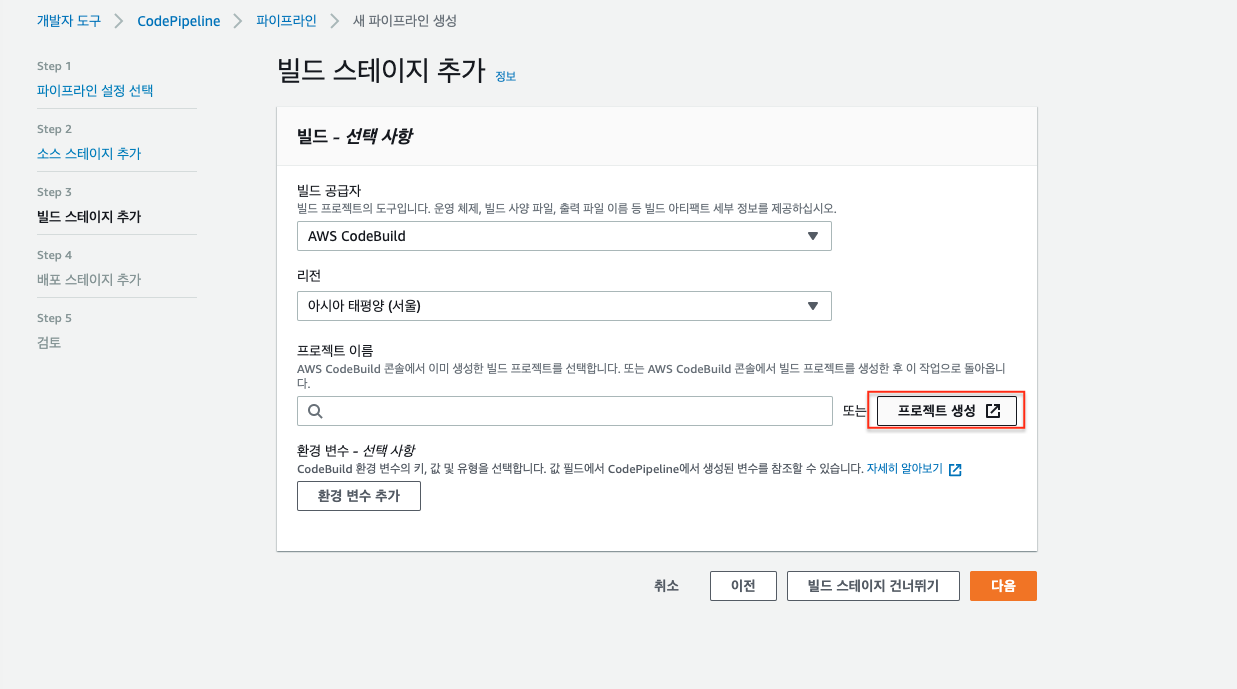 개발자 도구 > CodePipeline > 파이프라인 > 새 파이프라인 생성
Step 1
파이프라인 설정 선택
Step 2
소스 스테이지 추가
Step 3
빌드 스테이지 추가
Step 4
배포 스테이지 추가
Step 5
검토
빌드 스테이지 추가 정보
빌드 - 선택 사항
빌드 공급자
빌드 프로젝트의 도구입니다. 운영 체제, 빌드 사양 파일, 출력 파일 이름 등 빌드 아티팩트 세부 정보를 제공하십시오.
AWS CodeBuild
리전
아시아 태평양 (서울)
프로젝트 이름
AWS CodeBuild 콘솔에서 이미 생성한 빌드 프로젝트를 선택합니다. 또는 AWS CodeBuild 콘솔에서 빌드 프로젝트를 생성한 후 이 작업으로 돌아옵니
다.
또는 프로젝트 생성
환경 변수 - 선택 사항
CodeBuild 환경 변수의 키, 값 및 유형을 선택합니다. 값 필드에서 CodePipeline에서 생성된 변수를 참조할 수 있습니다. 자세히 알아보기
환경 변수 추가
취소 이전 빌드 스테이지 건너뛰기 다음